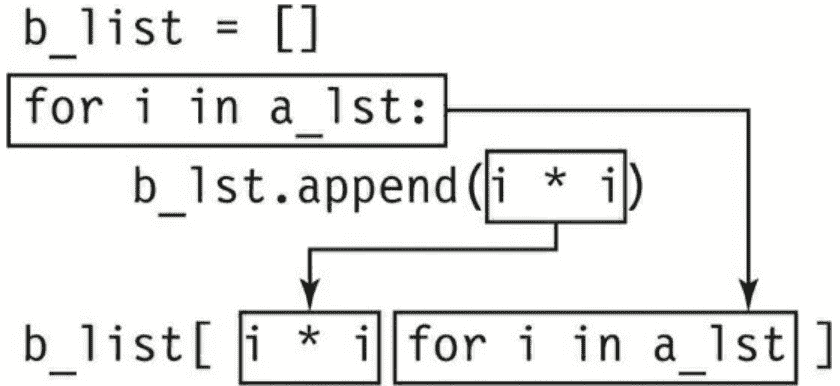 b_list = []
for i in a_lst:
b_lst.append(i * i)
b_list[ i * i for i in a_lst ]